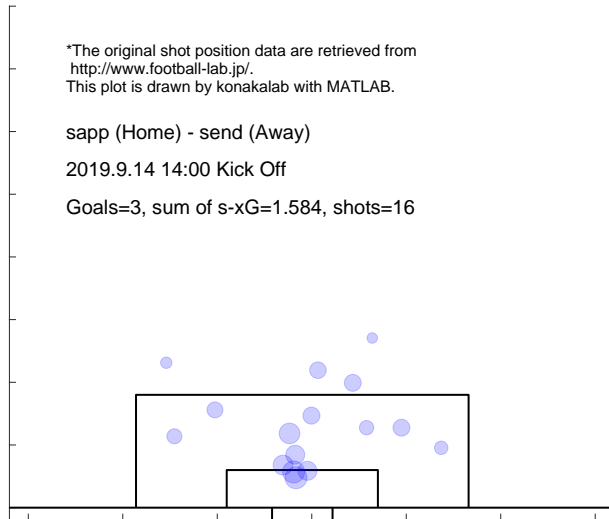 *The original shot position data are retrieved from
http://www.football-lab.jp/.
This plot is drawn by konakalab with MATLAB.
sapp (Home) - send (Away)
2019.9.14 14:00 Kick Off
Goals=3, sum of s-xG=1.584, shots=16